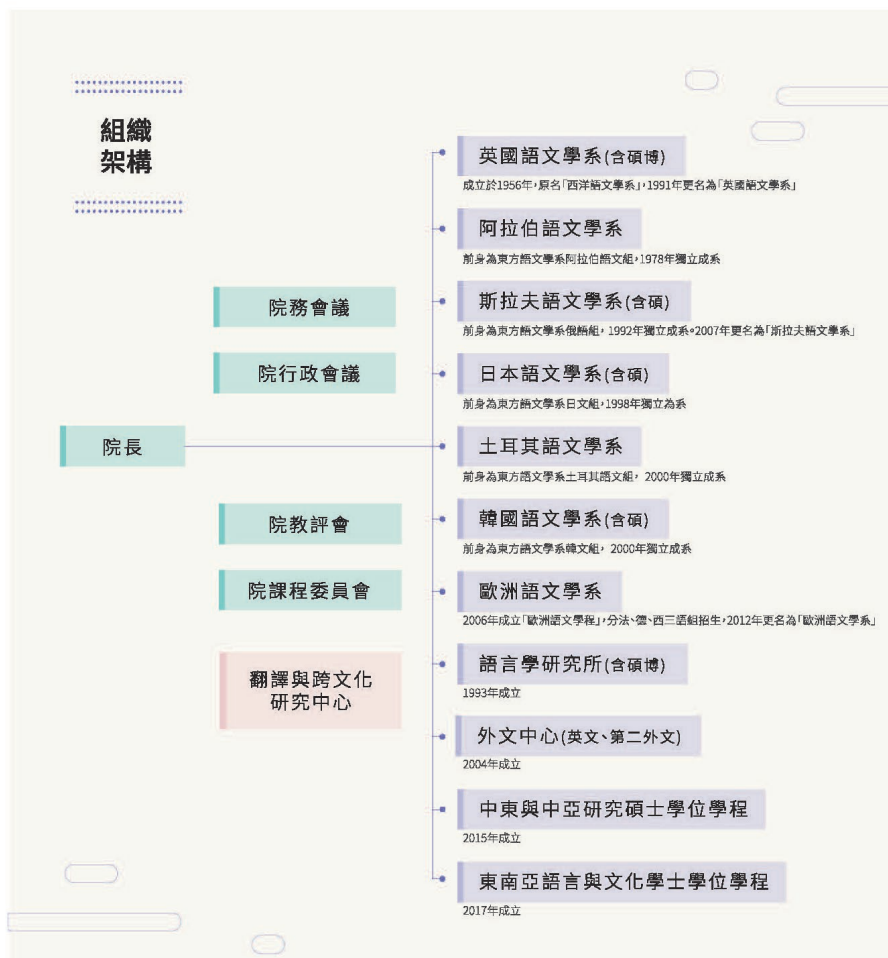 組織
架構
院長
院務會議
院行政會議
院教評會
院課程委員會
翻譯與跨文化
研究中心
英國語文學系(含碩博)
成立於1956年,原名「西洋語文學系」,1991年更名為「英國語文學系」
阿拉伯語文學系
前身為東方語文學系阿拉伯語文組,1978年獨立成系
斯拉夫語文學系(含碩)
前身為東方語文學系俄語組, 1992年獨立成系。2007年更名為「斯拉夫語文學系」
日本語文學系(含碩)
前身為東方語文學系日文組,1998年獨立為系
土耳其語文學系
前身為東方語文學系土耳其語文組, 2000年獨立成系
韓國語文學系(含碩)
前身為東方語文學系韓文組, 2000年獨立成系
歐洲語文學系
2006年成立「歐洲語文學程」,分法、德、西三語組招生,2012年更名為「歐洲語文學系」
語言學研究所(含碩博)
1993年成立
外文中心(英文、第二外文)
2004年成立
中東與中亞研究碩士學位學程
2015年成立
東南亞語言與文化學士學位學程
2017年成立